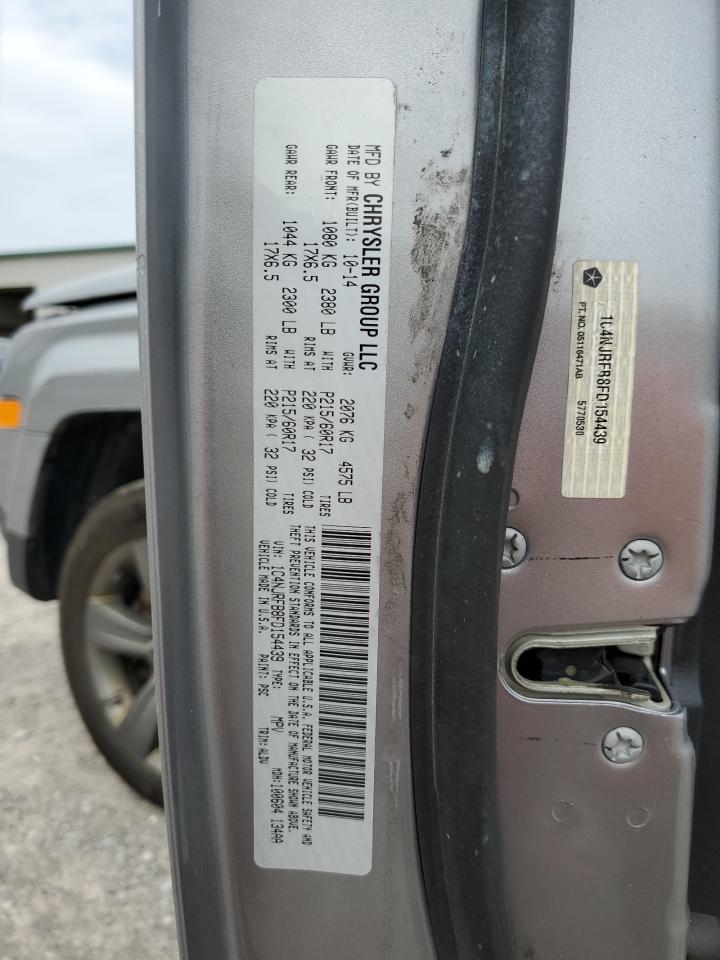 MFD BY CHRYSLER GROUP LLC
DATE OF MFR(BUILT): 10-14 GVWR: 2076 KG 4575 LB
GAWR FRONT: 1080 KG 2380 LB WITH P215/60R17 TIRES
17X6.5 RIMS AT 220 KPA ( 32 PSI) COLD
GAWR REAR: 1044 KG 2300 LB WITH P215/60R17 TIRES
17X6.5 RIMS AT 220 KPA ( 32 PSI) COLD
THIS VEHICLE CONFORMS TO ALL APPLICABLE U.S.A. FEDERAL MOTOR VEHICLE SAFETY AND
THEFT PREVENTION STANDARDS IN EFFECT ON THE DATE OF MANUFACTURE SHOWN ABOVE.
VIN: 1C4NJRFB8FD154439 TYPE: MPV MDH:100604 134AA
VEHICLE MADE IN U.S.A. PAINT: PSC TRIM: ALDV
1C4NJRFB8FD154439
PT. NO. 05116471AB 5770530